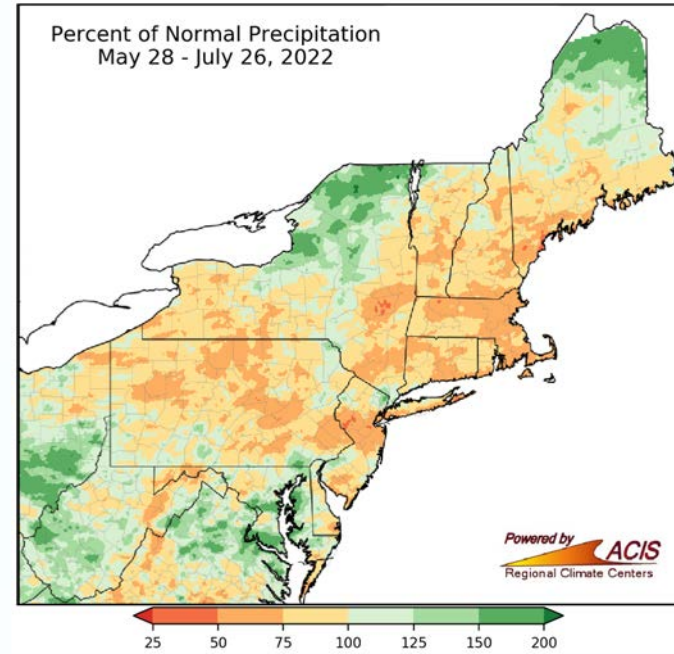 Percent of Normal Precipitation
May 28 - July 26, 2022
Powered by
ACIS
Regional Climate Centers
25 50 75 100 125 150 200